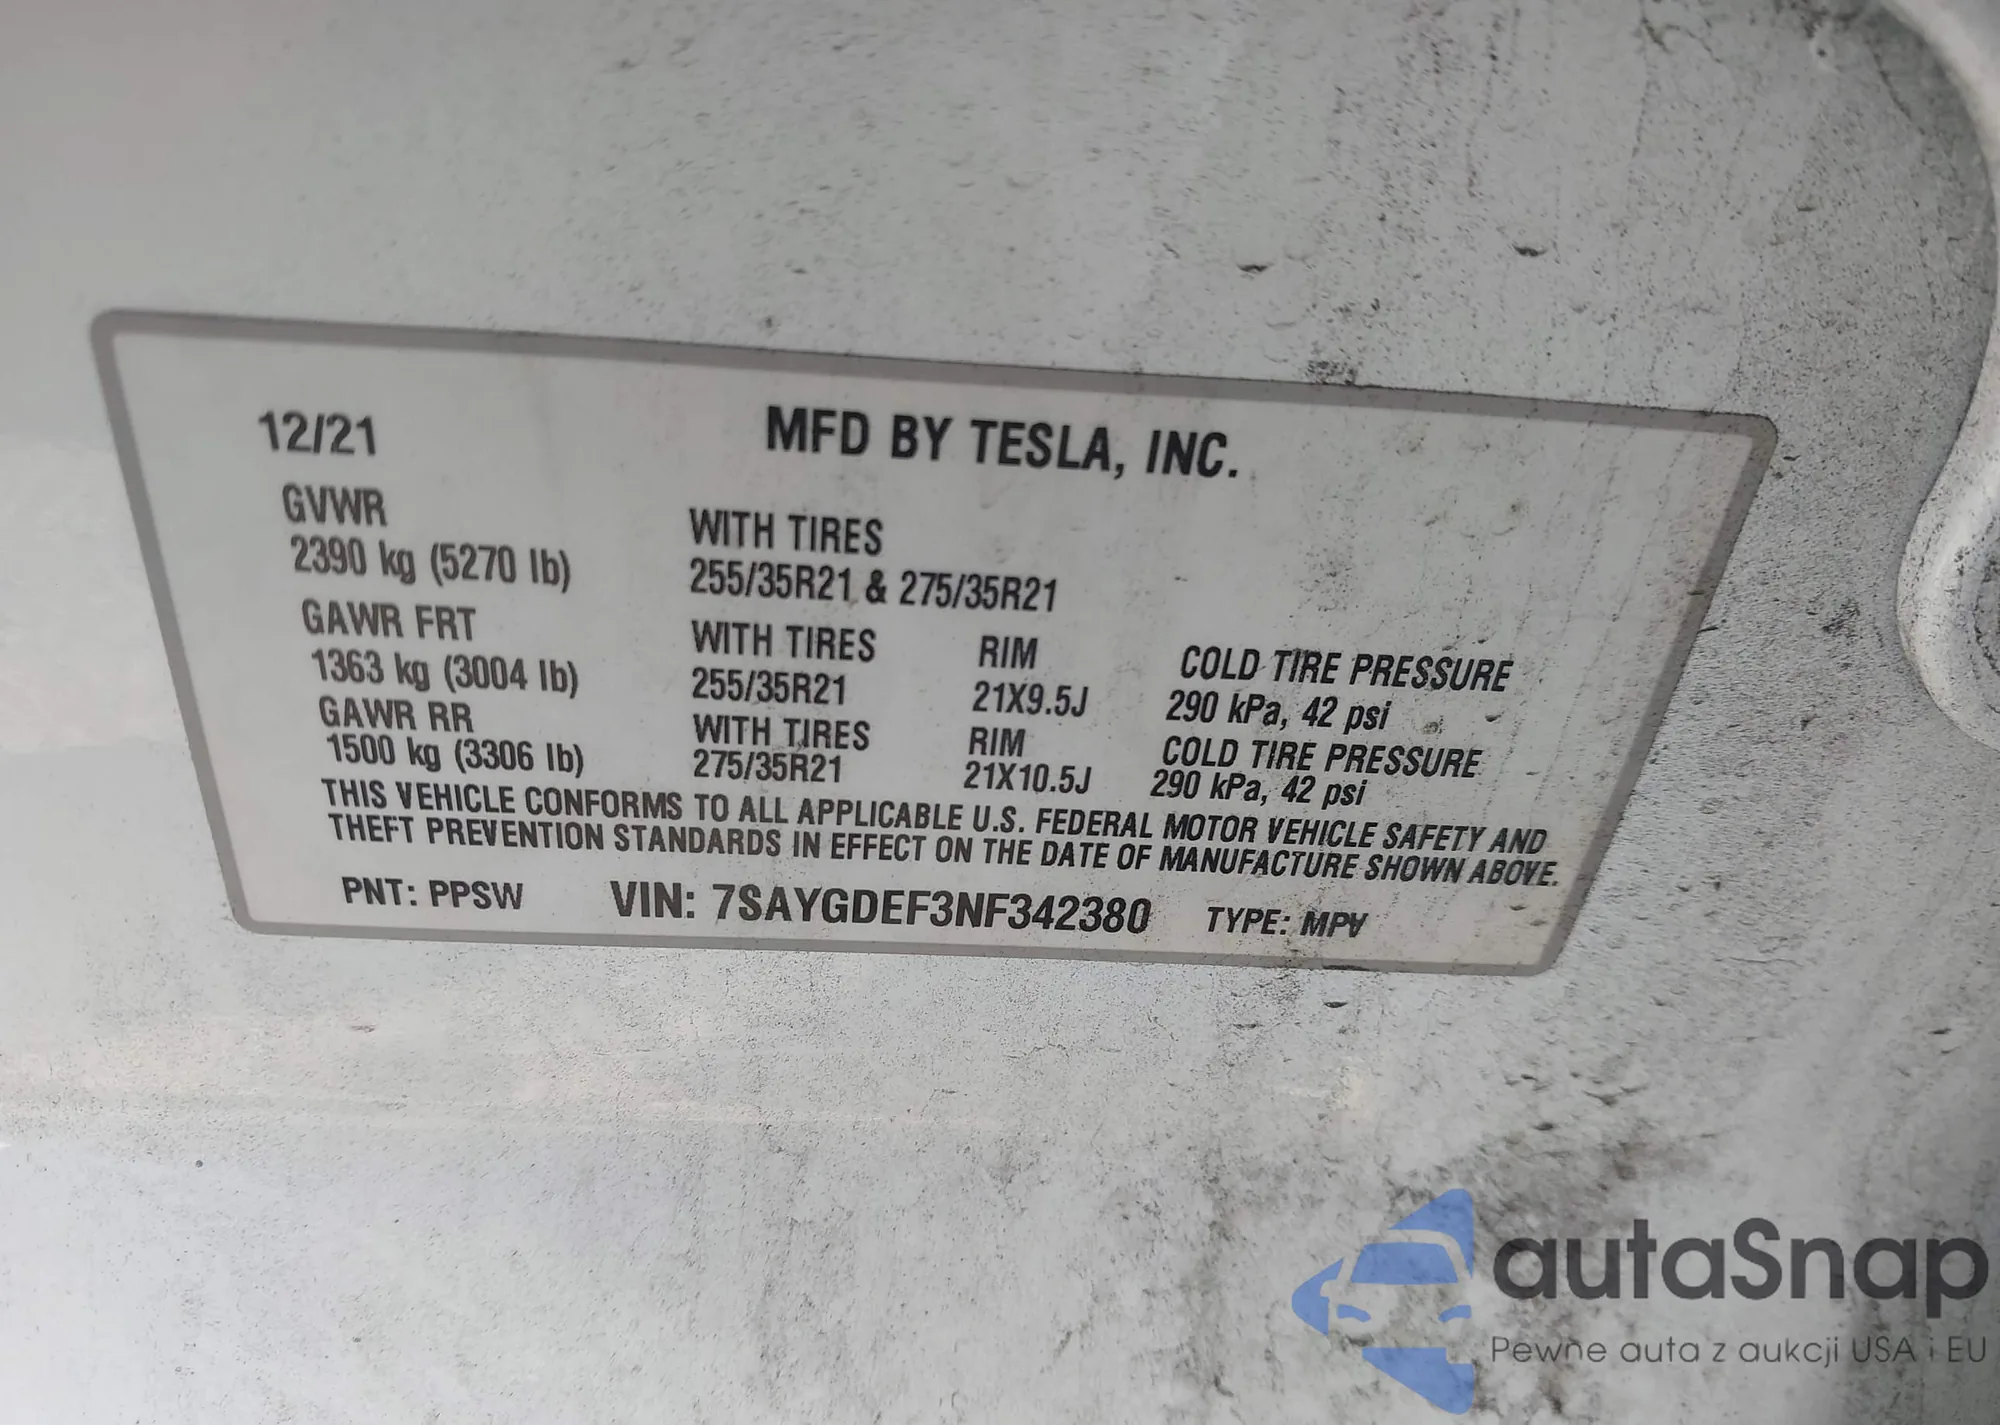 12/21 MFD BY TESLA, INC.
GVWR WITH TIRES
2390 kg (5270 lb) 255/35R21 & 275/35R21
GAWR FRT WITH TIRES RIM COLD TIRE PRESSURE
1363 kg (3004 lb) 255/35R21 21X9.5J 290 kPa, 42 psi
GAWR RR WITH TIRES RIM COLD TIRE PRESSURE
1500 kg (3306 lb) 275/35R21 21X10.5J 290 kPa, 42 psi
THIS VEHICLE CONFORMS TO ALL APPLICABLE U.S. FEDERAL MOTOR VEHICLE SAFETY AND
THEFT PREVENTION STANDARDS IN EFFECT ON THE DATE OF MANUFACTURE SHOWN ABOVE.
PNT: PPSW VIN: 7SAYGDEF3NF342380 TYPE: MPV
autaSnap
Pewne auta z aukcji USA i EU